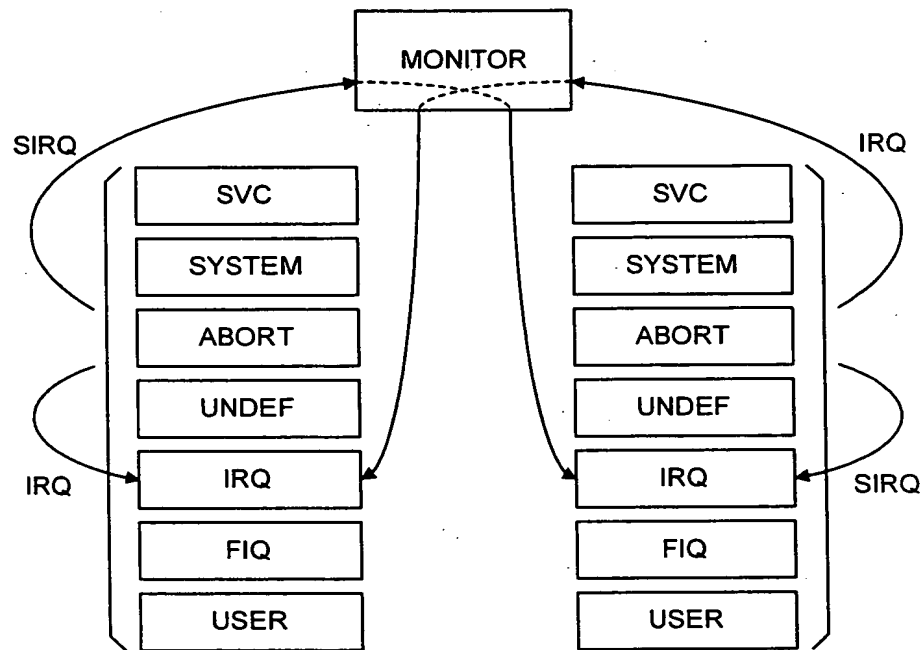 MONITOR
SIRQ
IRQ
SVC
SVC
SYSTEM
SYSTEM
ABORT
ABORT
UNDEF
UNDEF
IRQ
IRQ
IRQ
SIRQ
FIQ
FIQ
USER
USER